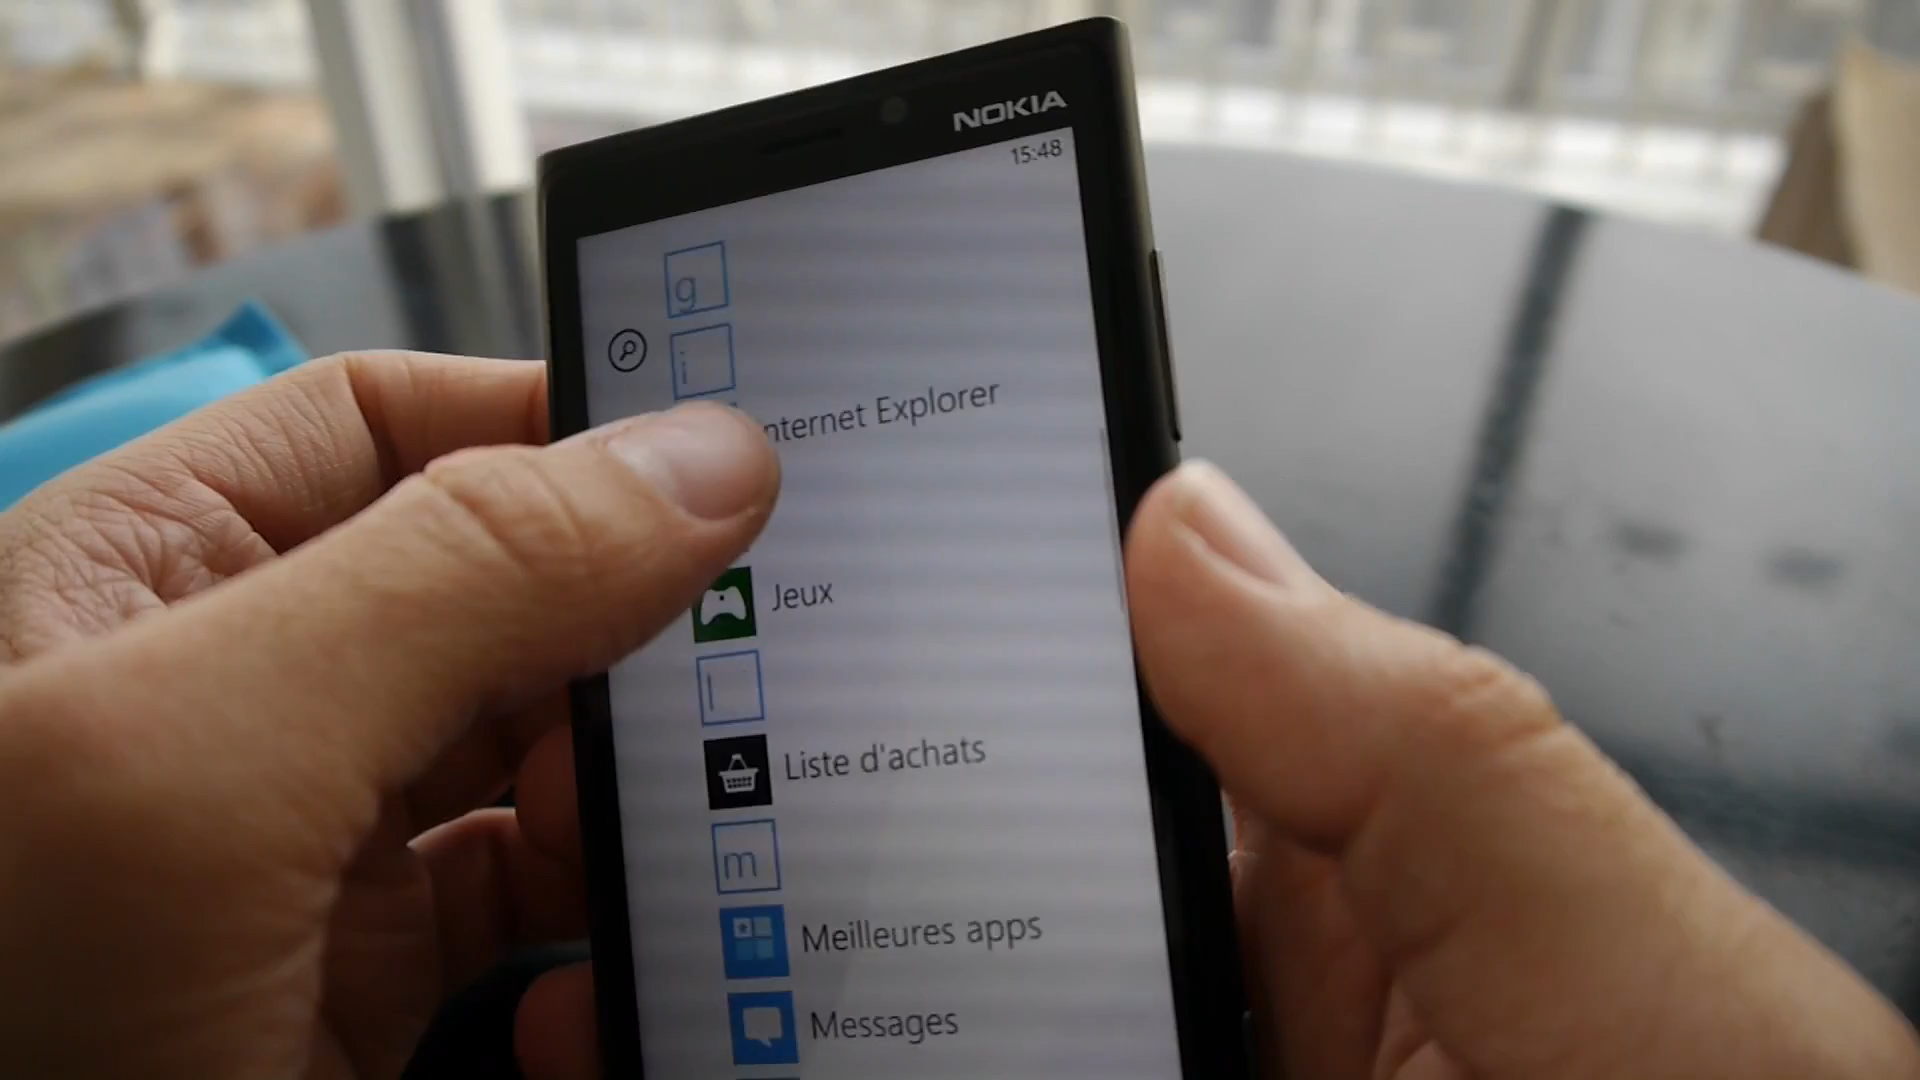 NOKIA
15:48
g
i
nternet Explorer
Jeux
l
Liste d'achats
m
Meilleures apps
Messages